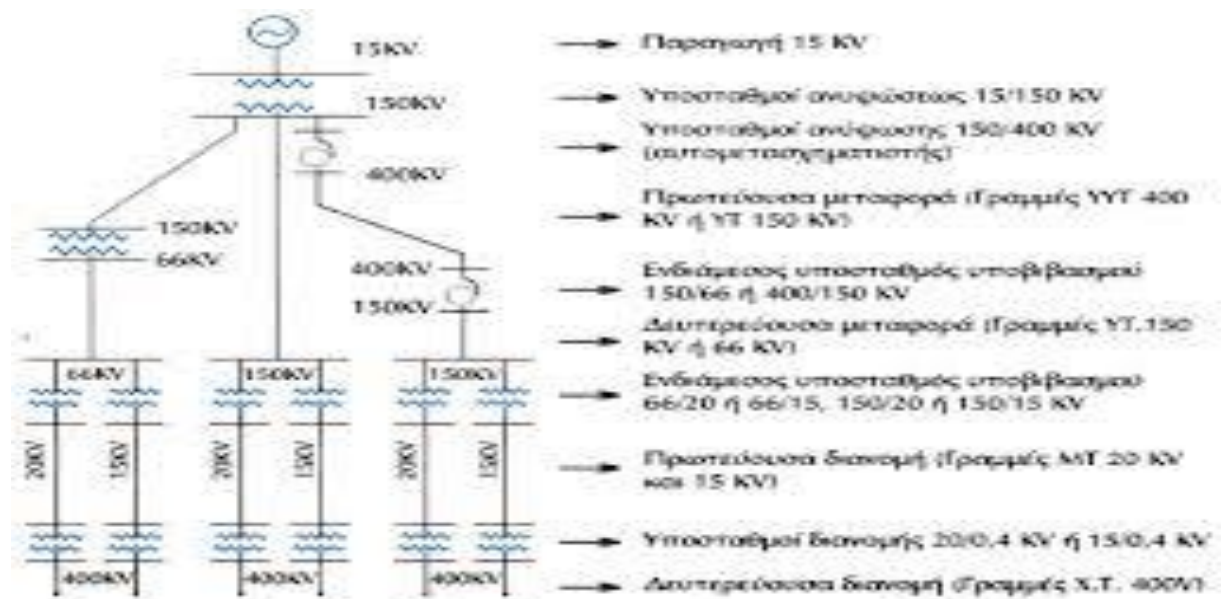 15KV
Παραγωγή 15 KV
150KV
Υποσταθμοί ανυψώσεως 15/150 KV
Υποσταθμοί ανύψωσης 150/400 KV
(αυτομετασχηματιστής)
400KV
Πρωτεύουσα μεταφορά (Γραμμές ΥΥΤ 400
KV ή ΥΤ 150 KV)
150KV
66KV
400KV
150KV
Ενδιάμεσος υποσταθμός υποβιβασμού
150/66 ή 400/150 KV
Δευτερεύουσα μεταφορά (Γραμμές ΥΤ.150
KV ή 66 KV)
66KV 150KV 150KV
Ενδιάμεσος υποσταθμός υποβιβασμού
66/20 ή 66/15, 150/20 ή 150/15 KV
20KV 15KV 20KV 15KV 20KV 15KV
Πρωτεύουσα διανομή (Γραμμές ΜΤ 20 KV
και 15 KV)
Υποσταθμοί διανομής 20/0,4 KV ή 15/0,4 KV
400KV 400KV 400KV
Δευτερεύουσα διανομή (Γραμμές Χ.Τ. 400V)